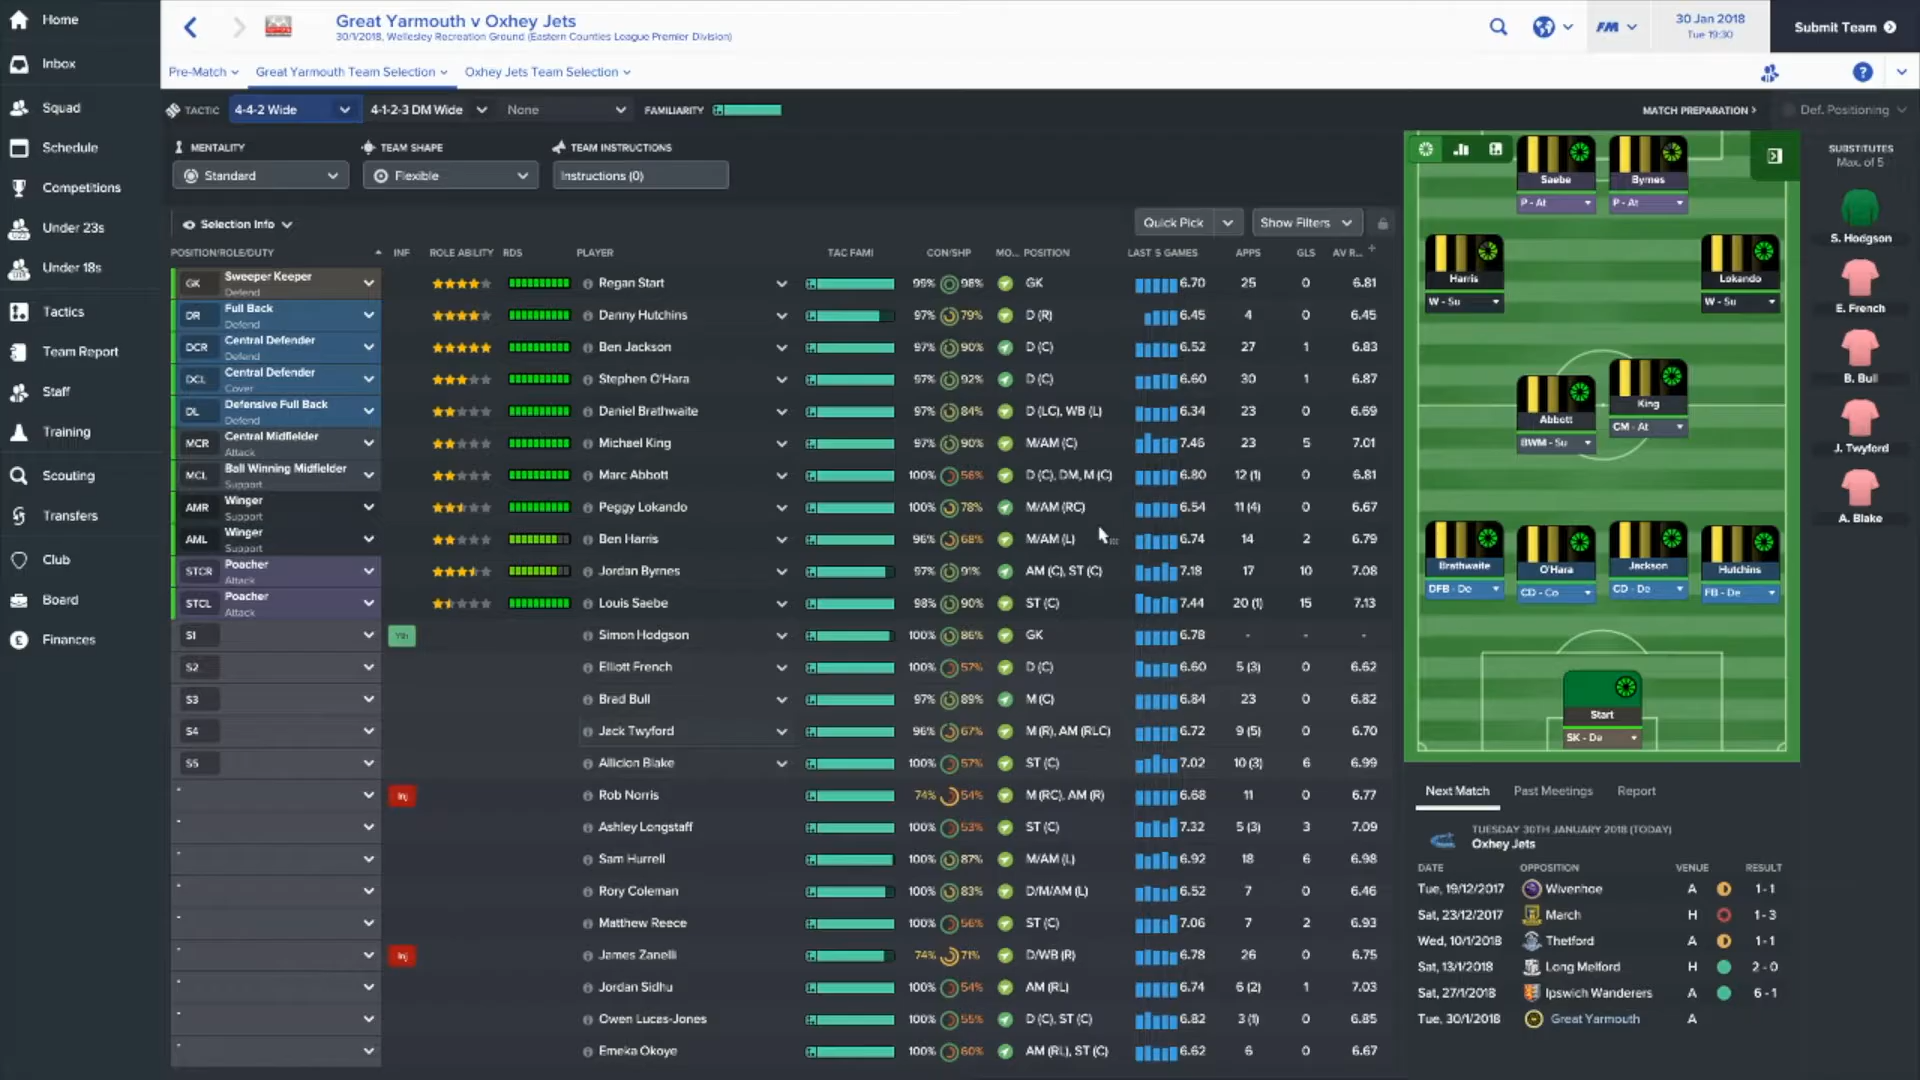 Home
Inbox
Squad
Schedule
Competitions
Under 23s
Under 18s
Tactics
Team Report
Staff
Training
Scouting
Transfers
Club
Board
Finances
Great Yarmouth v Oxhey Jets
30/1/2018, Wellesley Recreation Ground (Eastern Counties League Premier Division)
FM
30 Jan 2018
Tue 19:30
Submit Team
Pre-Match Great Yarmouth Team Selection Oxhey Jets Team Selection
TACTIC 4-4-2 Wide 4-1-2-3 DM Wide None FAMILIARITY
MATCH PREPARATION > Def. Positioning
MENTALITY TEAM SHAPE TEAM INSTRUCTIONS
Standard Flexible Instructions (0)
Selection Info Quick Pick Show Filters
POSITION/ROLE/DUTY INF ROLE ABILITY RDS PLAYER TAC FAMI CON/SHP MO... POSITION LAST 5 GAMES APPS GLS AV R...
GK Sweeper Keeper Defend Regan Start 99% 98% GK 6.70 25 0 6.81
DR Full Back Defend Danny Hutchins 97% 79% D (R) 6.45 4 0 6.45
DCR Central Defender Defend Ben Jackson 97% 90% D (C) 6.52 27 1 6.83
DCL Central Defender Cover Stephen O'Hara 97% 92% D (C) 6.60 30 1 6.87
DL Defensive Full Back Defend Daniel Brathwaite 97% 84% D (LC), WB (L) 6.34 23 0 6.69
MCR Central Midfielder Attack Michael King 97% 90% M/AM (C) 7.46 23 5 7.01
MCL Ball Winning Midfielder Support Marc Abbott 100% 56% D (C), DM, M (C) 6.80 12 (1) 0 6.81
AMR Winger Support Peggy Lokando 100% 78% M/AM (RC) 6.54 11 (4) 0 6.67
AML Winger Support Ben Harris 96% 68% M/AM (L) 6.74 14 2 6.79
STCR Poacher Attack Jordan Byrnes 97% 91% AM (C), ST (C) 7.18 17 10 7.08
STCL Poacher Attack Louis Saebe 98% 90% ST (C) 7.44 20 (1) 15 7.13
S1 Yth Simon Hodgson 100% 86% GK 6.78 - - -
S2 Elliott French 100% 57% D (C) 6.60 5 (3) 0 6.62
S3 Brad Bull 97% 89% M (C) 6.84 23 0 6.82
S4 Jack Twyford 96% 67% M (R), AM (RLC) 6.72 9 (5) 0 6.70
S5 Allicion Blake 100% 57% ST (C) 7.02 10 (3) 6 6.99
- Inj Rob Norris 74% 54% M (RC), AM (R) 6.68 11 0 6.77
- Ashley Longstaff 100% 53% ST (C) 7.32 5 (3) 3 7.09
- Sam Hurrell 100% 87% M/AM (L) 6.92 18 6 6.98
- Rory Coleman 100% 83% D/M/AM (L) 6.52 7 0 6.46
- Matthew Reece 100% 56% ST (C) 7.06 7 2 6.93
- Inj James Zanelli 74% 71% D/WB (R) 6.78 26 0 6.75
- Jordan Sidhu 100% 54% AM (RL) 6.74 6 (2) 1 7.03
- Owen Lucas-Jones 100% 55% D (C), ST (C) 6.82 3 (1) 0 6.85
- Emeka Okoye 100% 60% AM (RL), ST (C) 6.62 6 0 6.67
Saebe Byrnes
P - At P - At
Harris Lokando
W - Su W - Su
Abbott King
BWM - Su CM - At
Brathwaite O'Hara Jackson Hutchins
DFB - De CD - Co CD - De FB - De
Start
SK - De
SUBSTITUTES
Max. of 5
S. Hodgson
E. French
B. Bull
J. Twyford
A. Blake
Next Match Past Meetings Report
TUESDAY 30TH JANUARY 2018 (TODAY)
Oxhey Jets
DATE OPPOSITION VENUE RESULT
Tue, 19/12/2017 Wivenhoe A 1-1
Sat, 23/12/2017 March H 1-3
Wed, 10/1/2018 Thetford A 1-1
Sat, 13/1/2018 Long Melford H 2-0
Sat, 27/1/2018 Ipswich Wanderers A 6-1
Tue, 30/1/2018 Great Yarmouth A